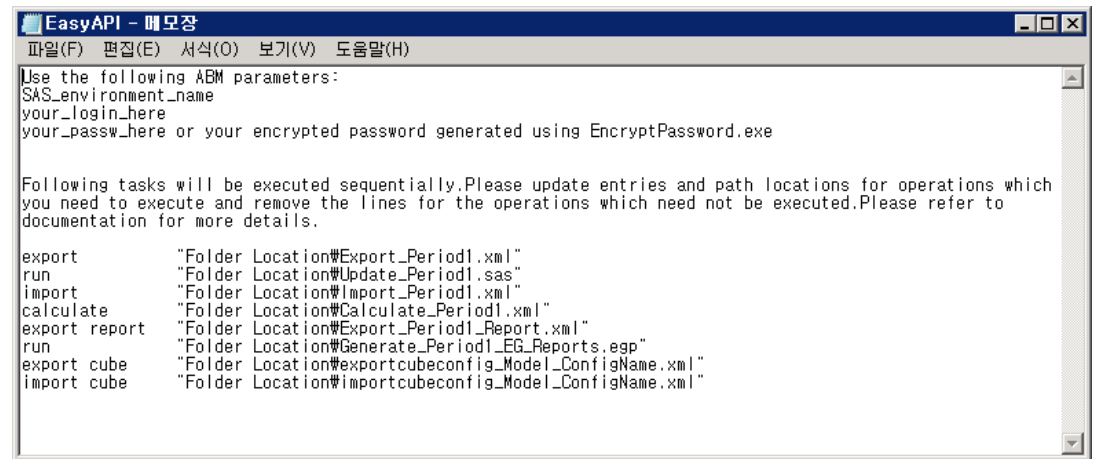 EasyAPI - 메모장
파일(F) 편집(E) 서식(O) 보기(V) 도움말(H)
Use the following ABM parameters:
SAS_environment_name
your_login_here
your_passw_here or your encrypted password generated using EncryptPassword.exe
Following tasks will be executed sequentially.Please update entries and path locations for operations which
you need to execute and remove the lines for the operations which need not be executed.Please refer to
documentation for more details.
export "Folder Location₩Export_Period1.xml"
run "Folder Location₩Update_Period1.sas"
import "Folder Location₩Import_Period1.xml"
calculate "Folder Location₩Calculate_Period1.xml"
export report "Folder Location₩Export_Period1_Report.xml"
run "Folder Location₩Generate_Period1_EG_Reports.egp"
export cube "Folder Location₩exportcubeconfig_Model_ConfigName.xml"
import cube "Folder Location₩importcubeconfig_Model_ConfigName.xml"